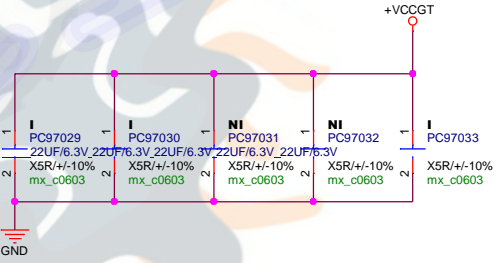 +VCCGT
I I NI NI I
PC97029 PC97030 PC97031 PC97032 PC97033
22UF/6.3V_22UF/6.3V_22UF/6.3V_22UF/6.3V_22UF/6.3V
X5R/+/-10% X5R/+/-10% X5R/+/-10% X5R/+/-10% X5R/+/-10%
mx_c0603 mx_c0603 mx_c0603 mx_c0603 mx_c0603
1 1 1 1 1
2 2 2 2 2
GND